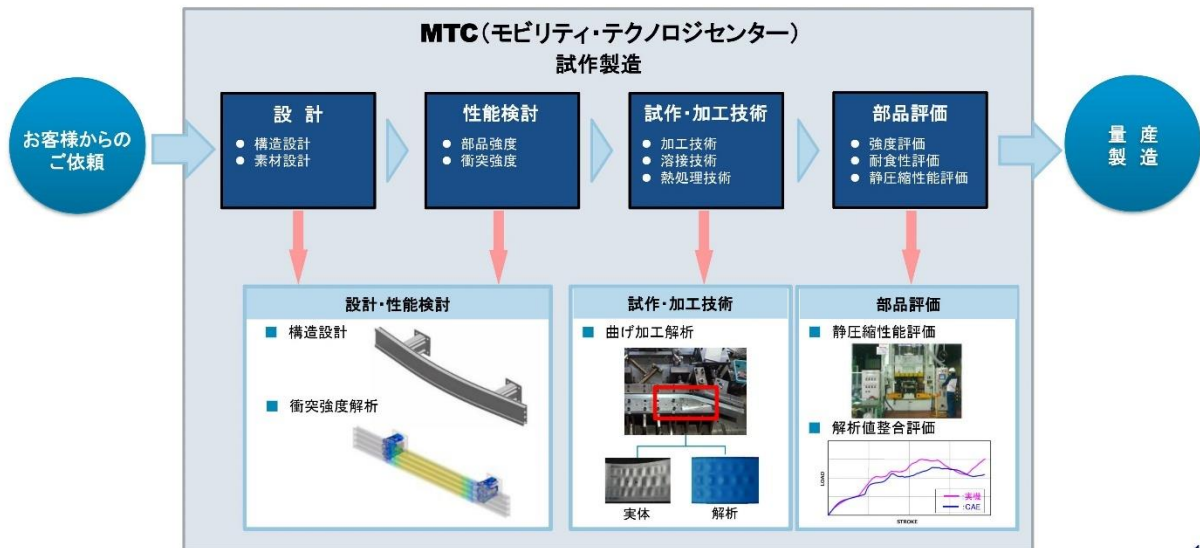 MTC(モビリティ・テクノロジセンター)
試作製造
お客様からの
ご依頼
設 計
● 構造設計
● 素材設計
性能検討
● 部品強度
● 衝突強度
試作・加工技術
● 加工技術
● 溶接技術
● 熱処理技術
部品評価
● 強度評価
● 耐食性評価
● 静圧縮性能評価
量 産
製 造
設計・性能検討
■ 構造設計
■ 衝突強度解析
試作・加工技術
■ 曲げ加工解析
実体
解析
部品評価
■ 静圧縮性能評価
■ 解析値整合評価
LOAD
STROKE
:実機
:CAE